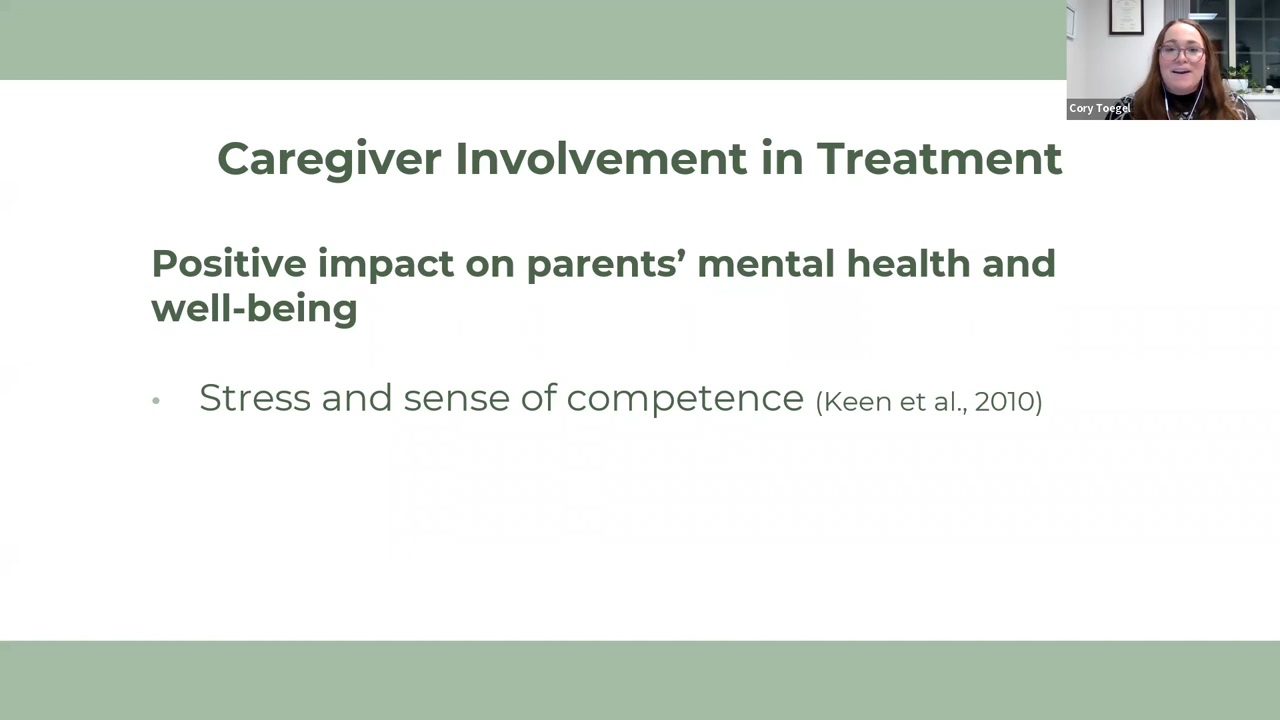 Cory Toegel
Caregiver Involvement in Treatment
Positive impact on parents’ mental health and
well-being
• Stress and sense of competence (Keen et al., 2010)